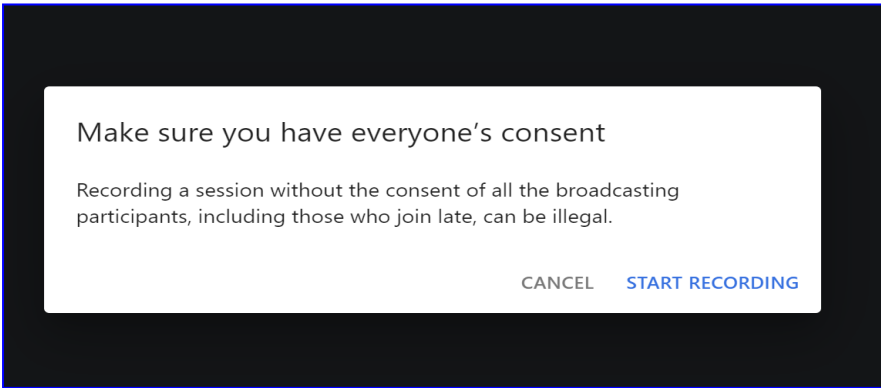 Make sure you have everyone's consent
Recording a session without the consent of all the broadcasting
participants, including those who join late, can be illegal.
CANCEL START RECORDING